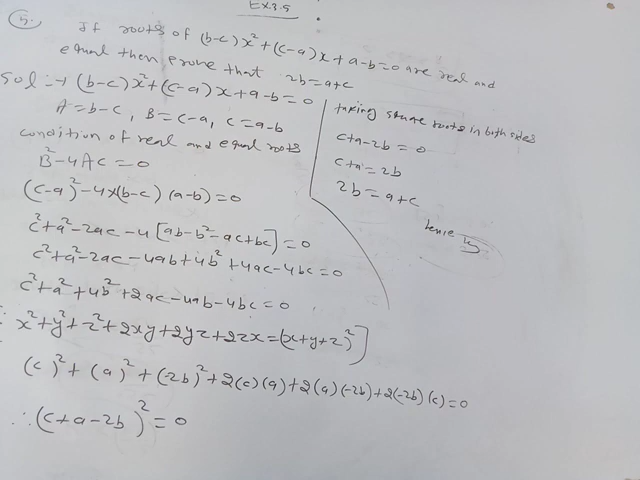 Ex 3.5
5. If roots of (b-c)x²+(c-a)x+a-b=0 are real and
equal then prove that 2b=a+c
Sol :→ (b-c)x²+(c-a)x+a-b=0
A=b-c, B=c-a, C=a-b
condition of real and equal roots
B²-4AC=0
(c-a)²-4×(b-c)(a-b)=0
c²+a²-2ac-4[ab-b²-ac+bc]=0
c²+a²-2ac-4ab+4b²+4ac-4bc=0
c²+a²+4b²+2ac-4ab-4bc=0
∵ x²+y²+z²+2xy+2yz+2zx=(x+y+z)²]
(c)²+(a)²+(2b)²+2(c)(a)+2(a)(-2b)+2(-2b)(c)=0
∴(c+a-2b)²=0
taking square roots in both sides
c+a-2b=0
c+a=2b
2b=a+c